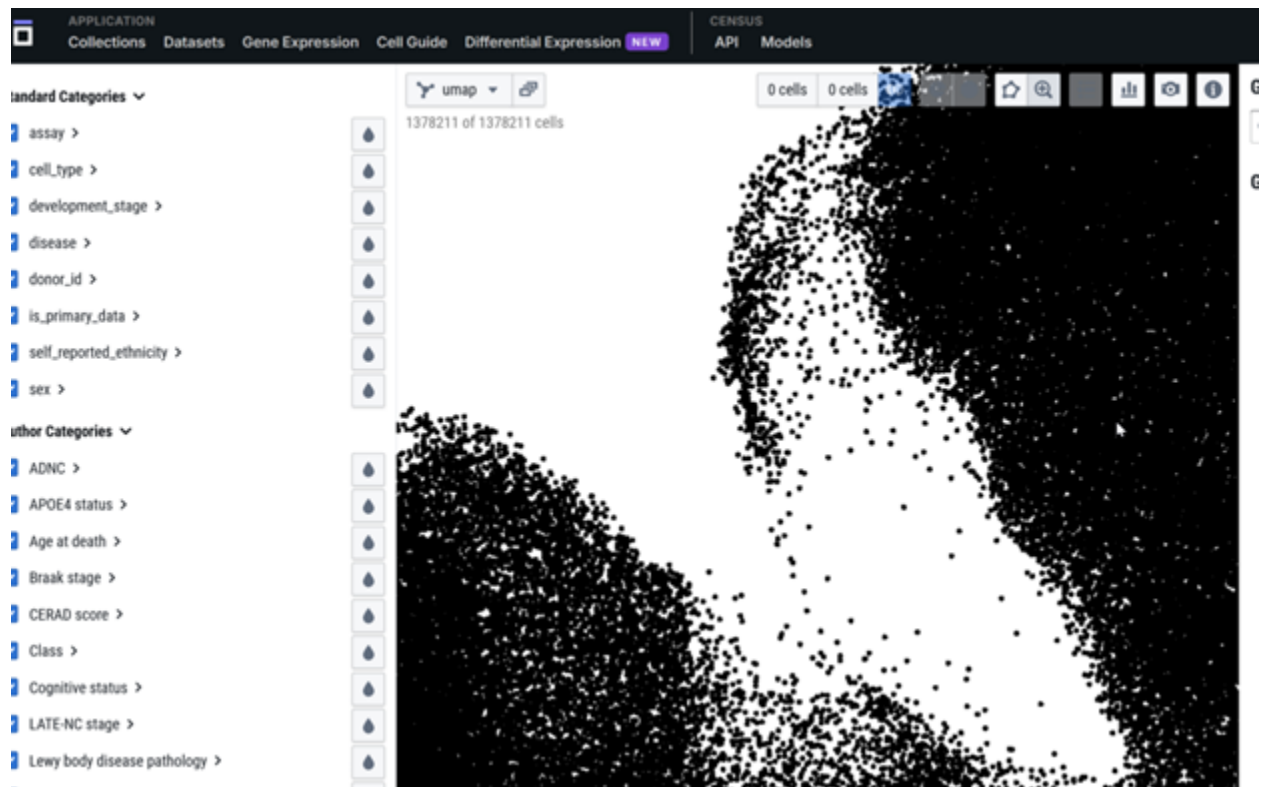 APPLICATION
Collections Datasets Gene Expression Cell Guide Differential Expression NEW
CENSUS
API Models
tandard Categories
assay
cell_type
development_stage
disease
donor_id
is_primary_data
self_reported_ethnicity
sex
uthor Categories
ADNC
APOE4 status
Age at death
Braak stage
CERAD score
Class
Cognitive status
LATE-NC stage
Lewy body disease pathology
umap
1378211 of 1378211 cells
0 cells 0 cells
G
G